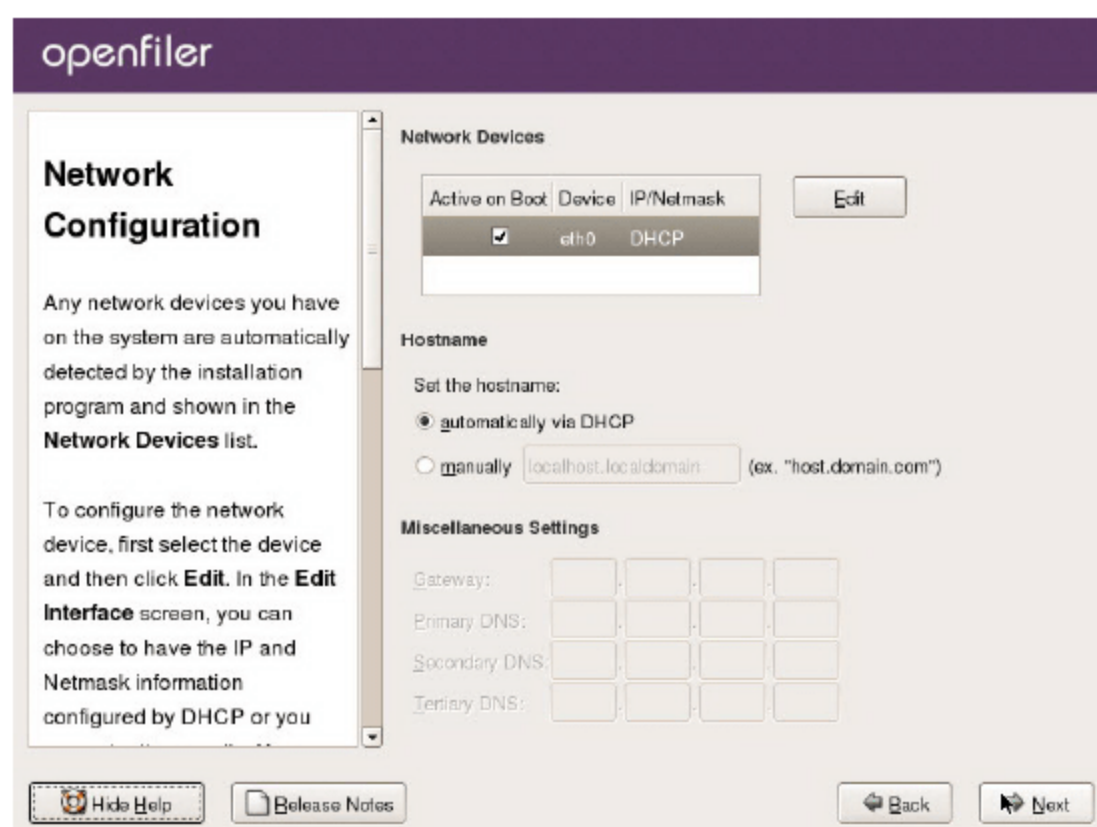 openfiler
Network
Configuration
Any network devices you have
on the system are automatically
detected by the installation
program and shown in the
Network Devices list.
To configure the network
device, first select the device
and then click Edit. In the Edit
Interface screen, you can
choose to have the IP and
Netmask information
configured by DHCP or you
Network Devices
Active on Boot Device IP/Netmask
eth0 DHCP
Edit
Hostname
Set the hostname:
automatically via DHCP
manually localhost.localdomain (ex. "host.domain.com")
Miscellaneous Settings
Gateway:
Primary DNS:
Secondary DNS:
Tertiary DNS:
Hide Help
Release Notes
Back
Next